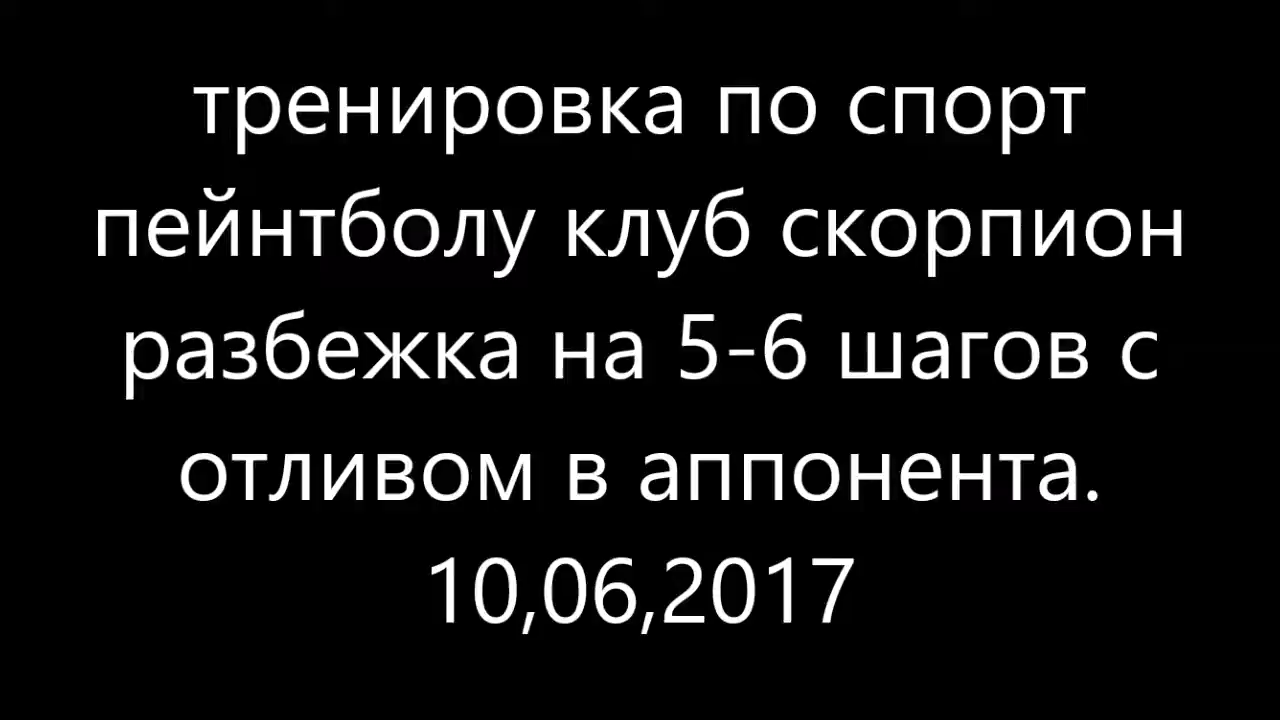 тренировка по спорт
пейнтболу клуб скорпион
разбежка на 5-6 шагов с
отливом в аппонента.
10,06,2017